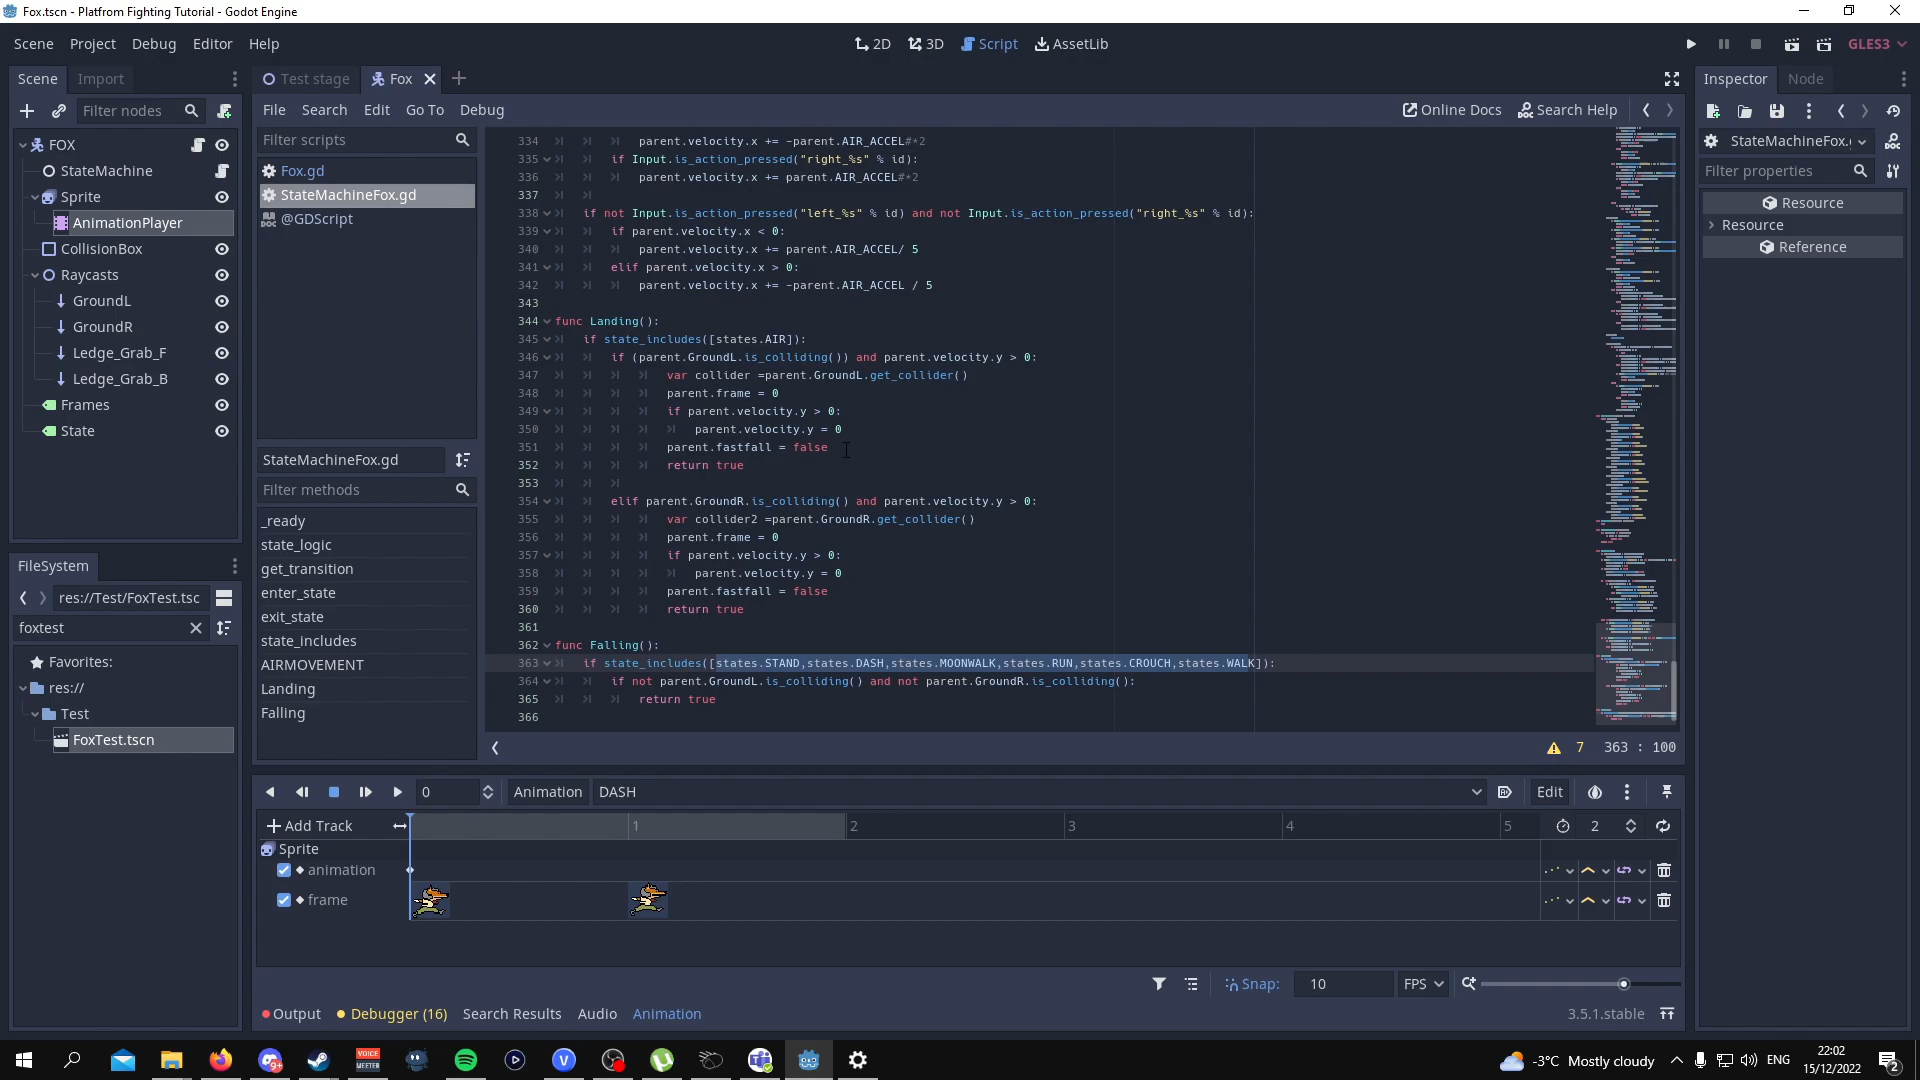 Fox.tscn - Platfrom Fighting Tutorial - Godot Engine
Scene Project Debug Editor Help
2D 3D Script AssetLib
GLES3
Scene Import
Filter nodes
FOX
StateMachine
Sprite
AnimationPlayer
CollisionBox
Raycasts
GroundL
GroundR
Ledge_Grab_F
Ledge_Grab_B
Frames
State
FileSystem
res://Test/FoxTest.tsc
foxtest
Favorites:
res://
Test
FoxTest.tscn
Test stage Fox
File Search Edit Go To Debug
Online Docs Search Help
Filter scripts
Fox.gd
StateMachineFox.gd
@GDScript
StateMachineFox.gd
Filter methods
_ready
state_logic
get_transition
enter_state
exit_state
state_includes
AIRMOVEMENT
Landing
Falling
334 parent.velocity.x += -parent.AIR_ACCEL#*2
335 if Input.is_action_pressed("right_%s" % id):
336 parent.velocity.x += parent.AIR_ACCEL#*2
337
338 if not Input.is_action_pressed("left_%s" % id) and not Input.is_action_pressed("right_%s" % id):
339 if parent.velocity.x < 0:
340 parent.velocity.x += parent.AIR_ACCEL/ 5
341 elif parent.velocity.x > 0:
342 parent.velocity.x += -parent.AIR_ACCEL / 5
343
344 func Landing():
345 if state_includes([states.AIR]):
346 if (parent.GroundL.is_colliding()) and parent.velocity.y > 0:
347 var collider =parent.GroundL.get_collider()
348 parent.frame = 0
349 if parent.velocity.y > 0:
350 parent.velocity.y = 0
351 parent.fastfall = false
352 return true
353
354 elif parent.GroundR.is_colliding() and parent.velocity.y > 0:
355 var collider2 =parent.GroundR.get_collider()
356 parent.frame = 0
357 if parent.velocity.y > 0:
358 parent.velocity.y = 0
359 parent.fastfall = false
360 return true
361
362 func Falling():
363 if state_includes([states.STAND,states.DASH,states.MOONWALK,states.RUN,states.CROUCH,states.WALK]):
364 if not parent.GroundL.is_colliding() and not parent.GroundR.is_colliding():
365 return true
366
7 363 : 100
0 Animation DASH Edit
Add Track 1 2 3 4 5 2
Sprite
animation
frame
Snap: 10 FPS
Output Debugger (16) Search Results Audio Animation 3.5.1.stable
Inspector Node
StateMachineFox.
Filter properties
Resource
Resource
Reference
VOICE
MEETER
9+
-3°C Mostly cloudy ENG 22:02
15/12/2022
2